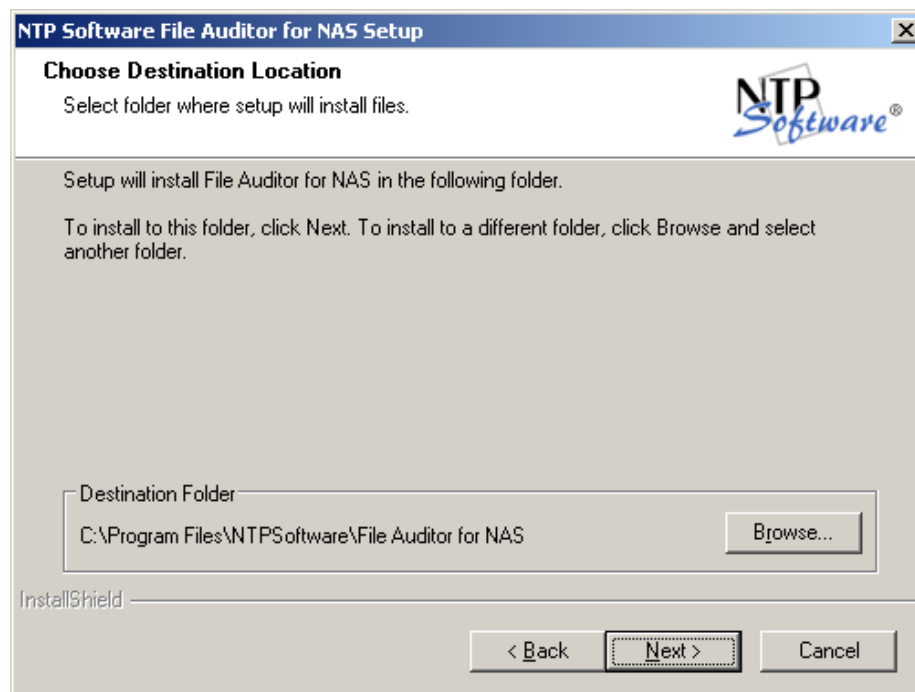 NTP Software File Auditor for NAS Setup
Choose Destination Location
Select folder where setup will install files.
NTP
Software®
Setup will install File Auditor for NAS in the following folder.
To install to this folder, click Next. To install to a different folder, click Browse and select
another folder.
Destination Folder
C:\Program Files\NTPSoftware\File Auditor for NAS
Browse...
InstallShield
< Back
Next >
Cancel